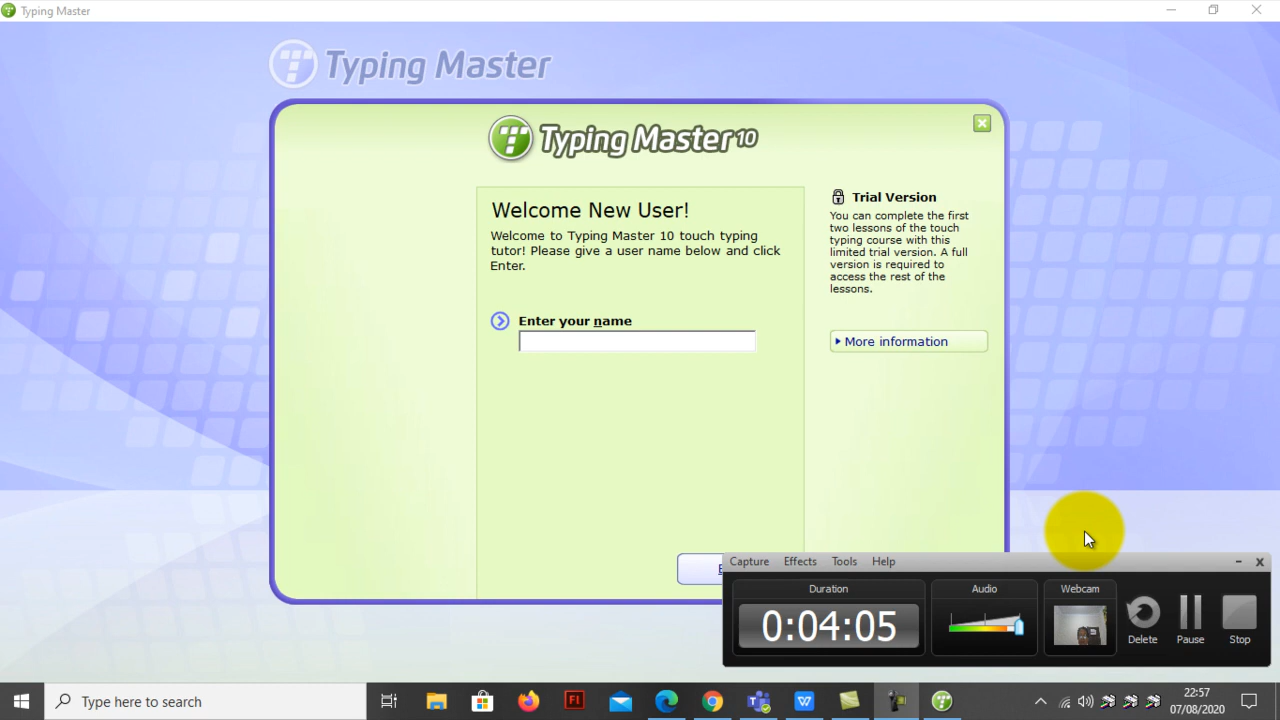 Typing Master
Typing Master
Typing Master 10
Welcome New User!
Welcome to Typing Master 10 touch typing
tutor! Please give a user name below and click
Enter.
Enter your name
Trial Version
You can complete the first
two lessons of the touch
typing course with this
limited trial version. A full
version is required to
access the rest of the
lessons.
More information
Capture Effects Tools Help
Duration
0:04:05
Audio
Webcam
Delete
Pause
Stop
Type here to search
22:57
07/08/2020